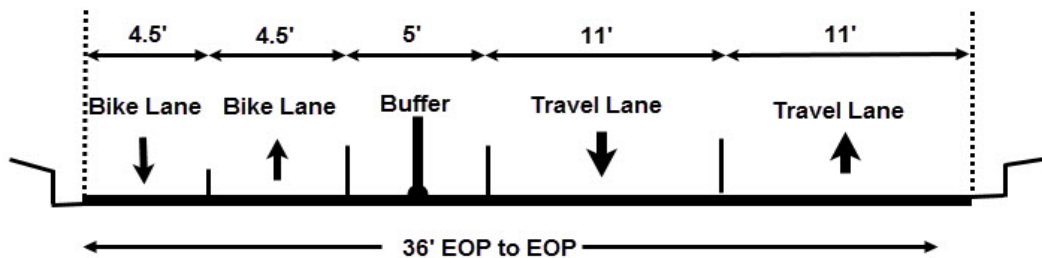 4.5' 4.5' 5' 11' 11'
Bike Lane Bike Lane Buffer Travel Lane Travel Lane
36' EOP to EOP